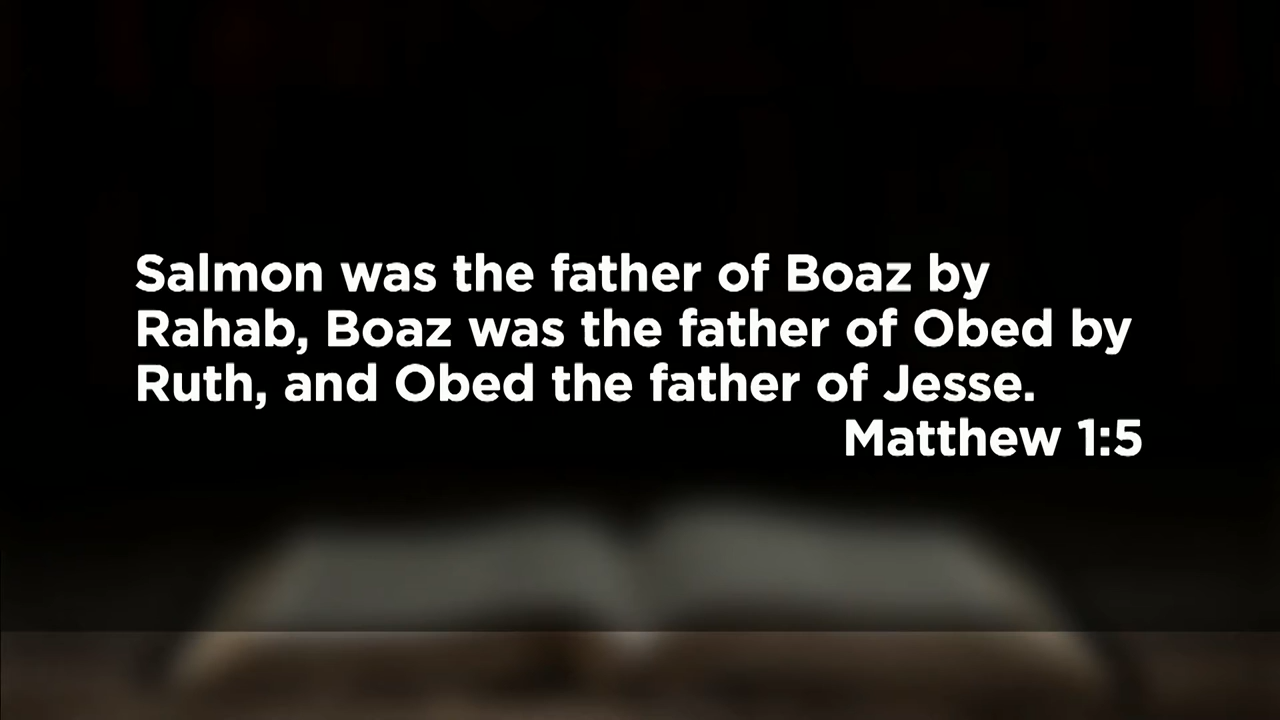 Salmon was the father of Boaz by
Rahab, Boaz was the father of Obed by
Ruth, and Obed the father of Jesse.
Matthew 1:5